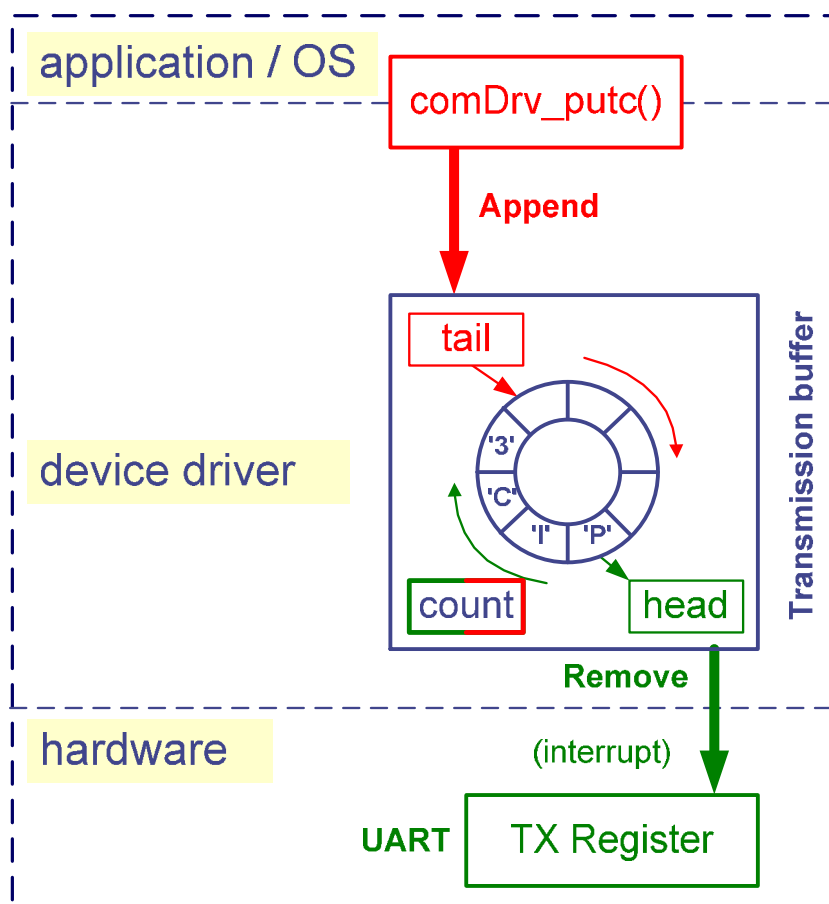 application / OS
comDrv_putc()
Append
tail
Transmission buffer
'3'
device driver
'C'
'I'
'P'
count
head
Remove
hardware
(interrupt)
UART
TX Register